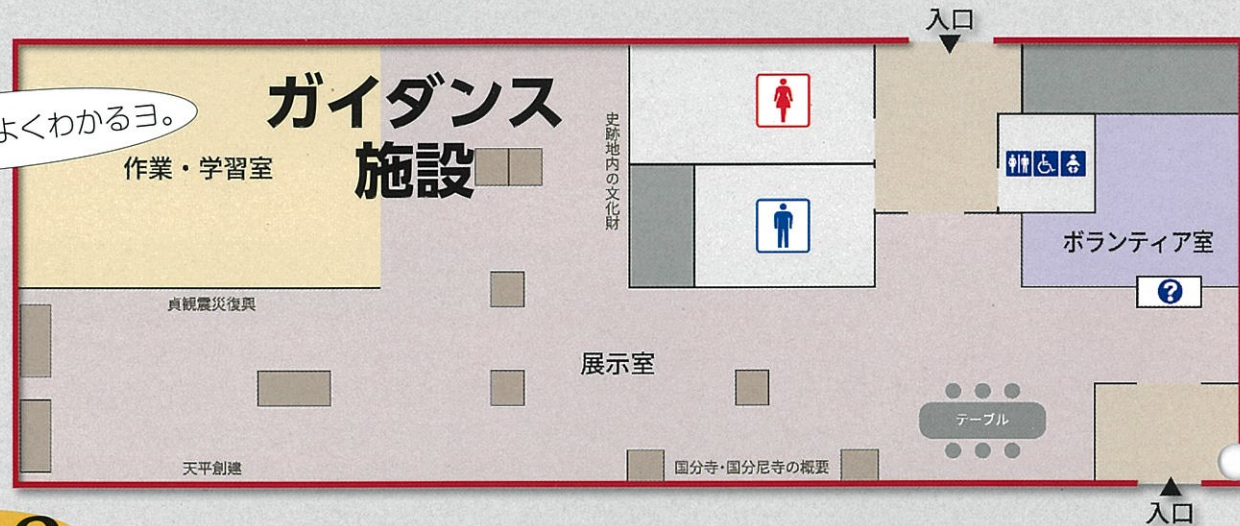 入口
ガイダンス
施設
よくわかるヨ。
作業・学習室
史跡地内の文化財
ボランティア室
?
貞観震災復興
展示室
テーブル
天平創建
国分寺・国分尼寺の概要
入口